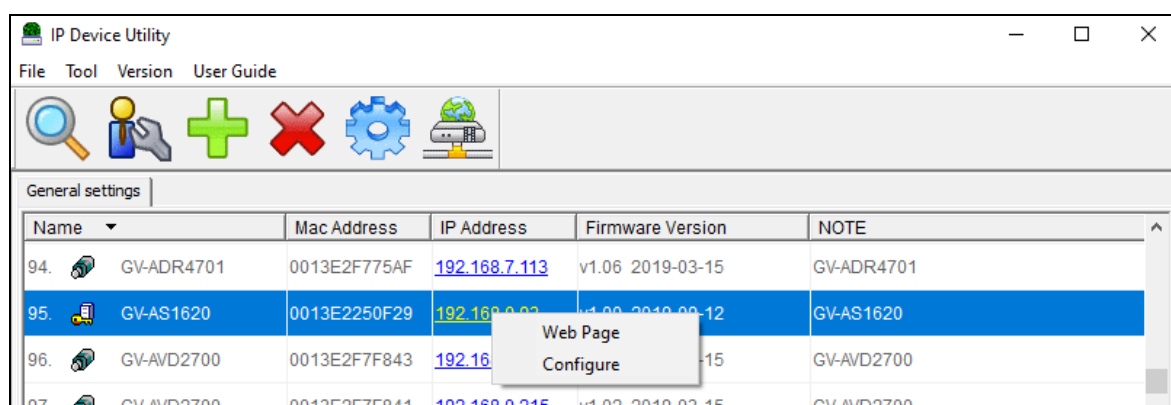 IP Device Utility
File Tool Version User Guide
General settings
Name Mac Address IP Address Firmware Version NOTE
94. GV-ADR4701 0013E2F775AF 192.168.7.113 v1.06 2019-03-15 GV-ADR4701
95. GV-AS1620 0013E2250F29 GV-AS1620
Web Page
96. GV-AVD2700 0013E2F7F843 192.16 -15 GV-AVD2700
Configure